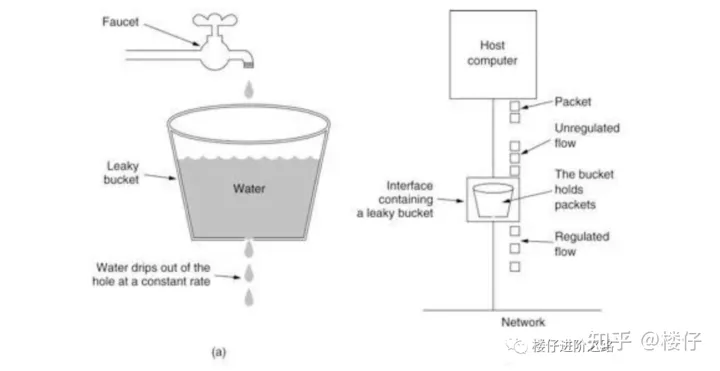 Faucet
Leaky
bucket
Water
Water drips out of the
hole at a constant rate
(a)
Host
computer
Packet
Unregulated
flow
Interface
containing
a leaky bucket
The bucket
holds
packets
Regulated
flow
Network
知乎 @楼仔
楼仔进阶之路